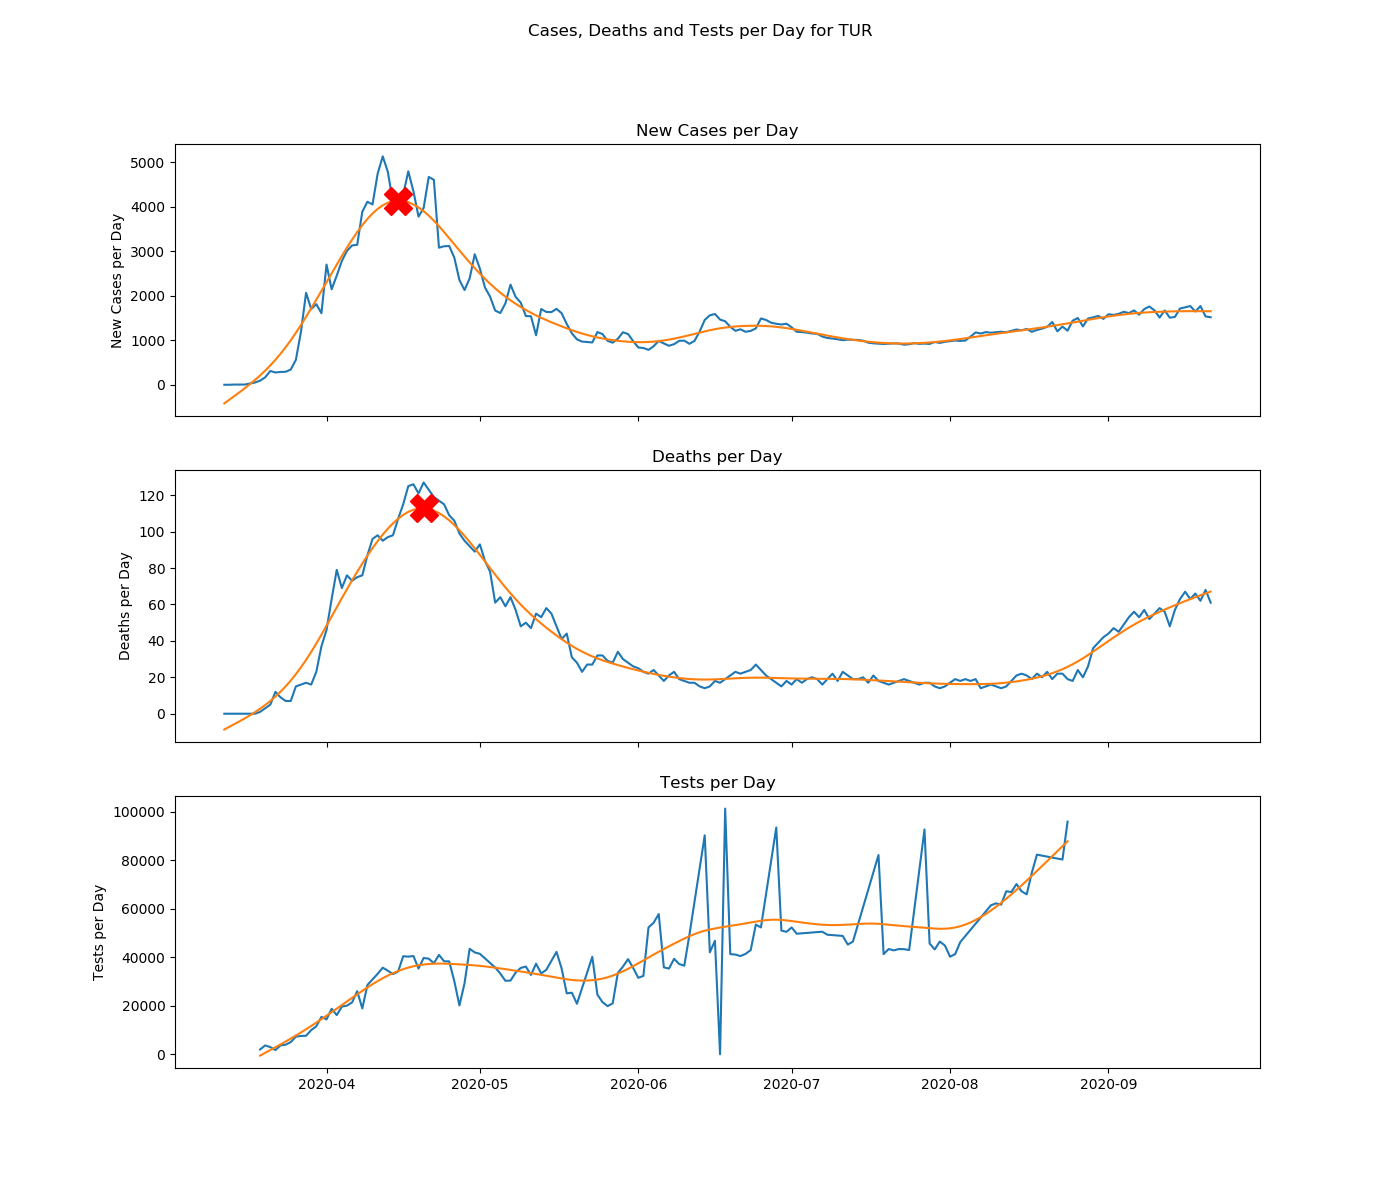 Cases, Deaths and Tests per Day for TUR
New Cases per Day
New Cases per Day
5000
4000
3000
2000
1000
0
Deaths per Day
Deaths per Day
120
100
80
60
40
20
0
Tests per Day
Tests per Day
100000
80000
60000
40000
20000
0
2020-04 2020-05 2020-06 2020-07 2020-08 2020-09